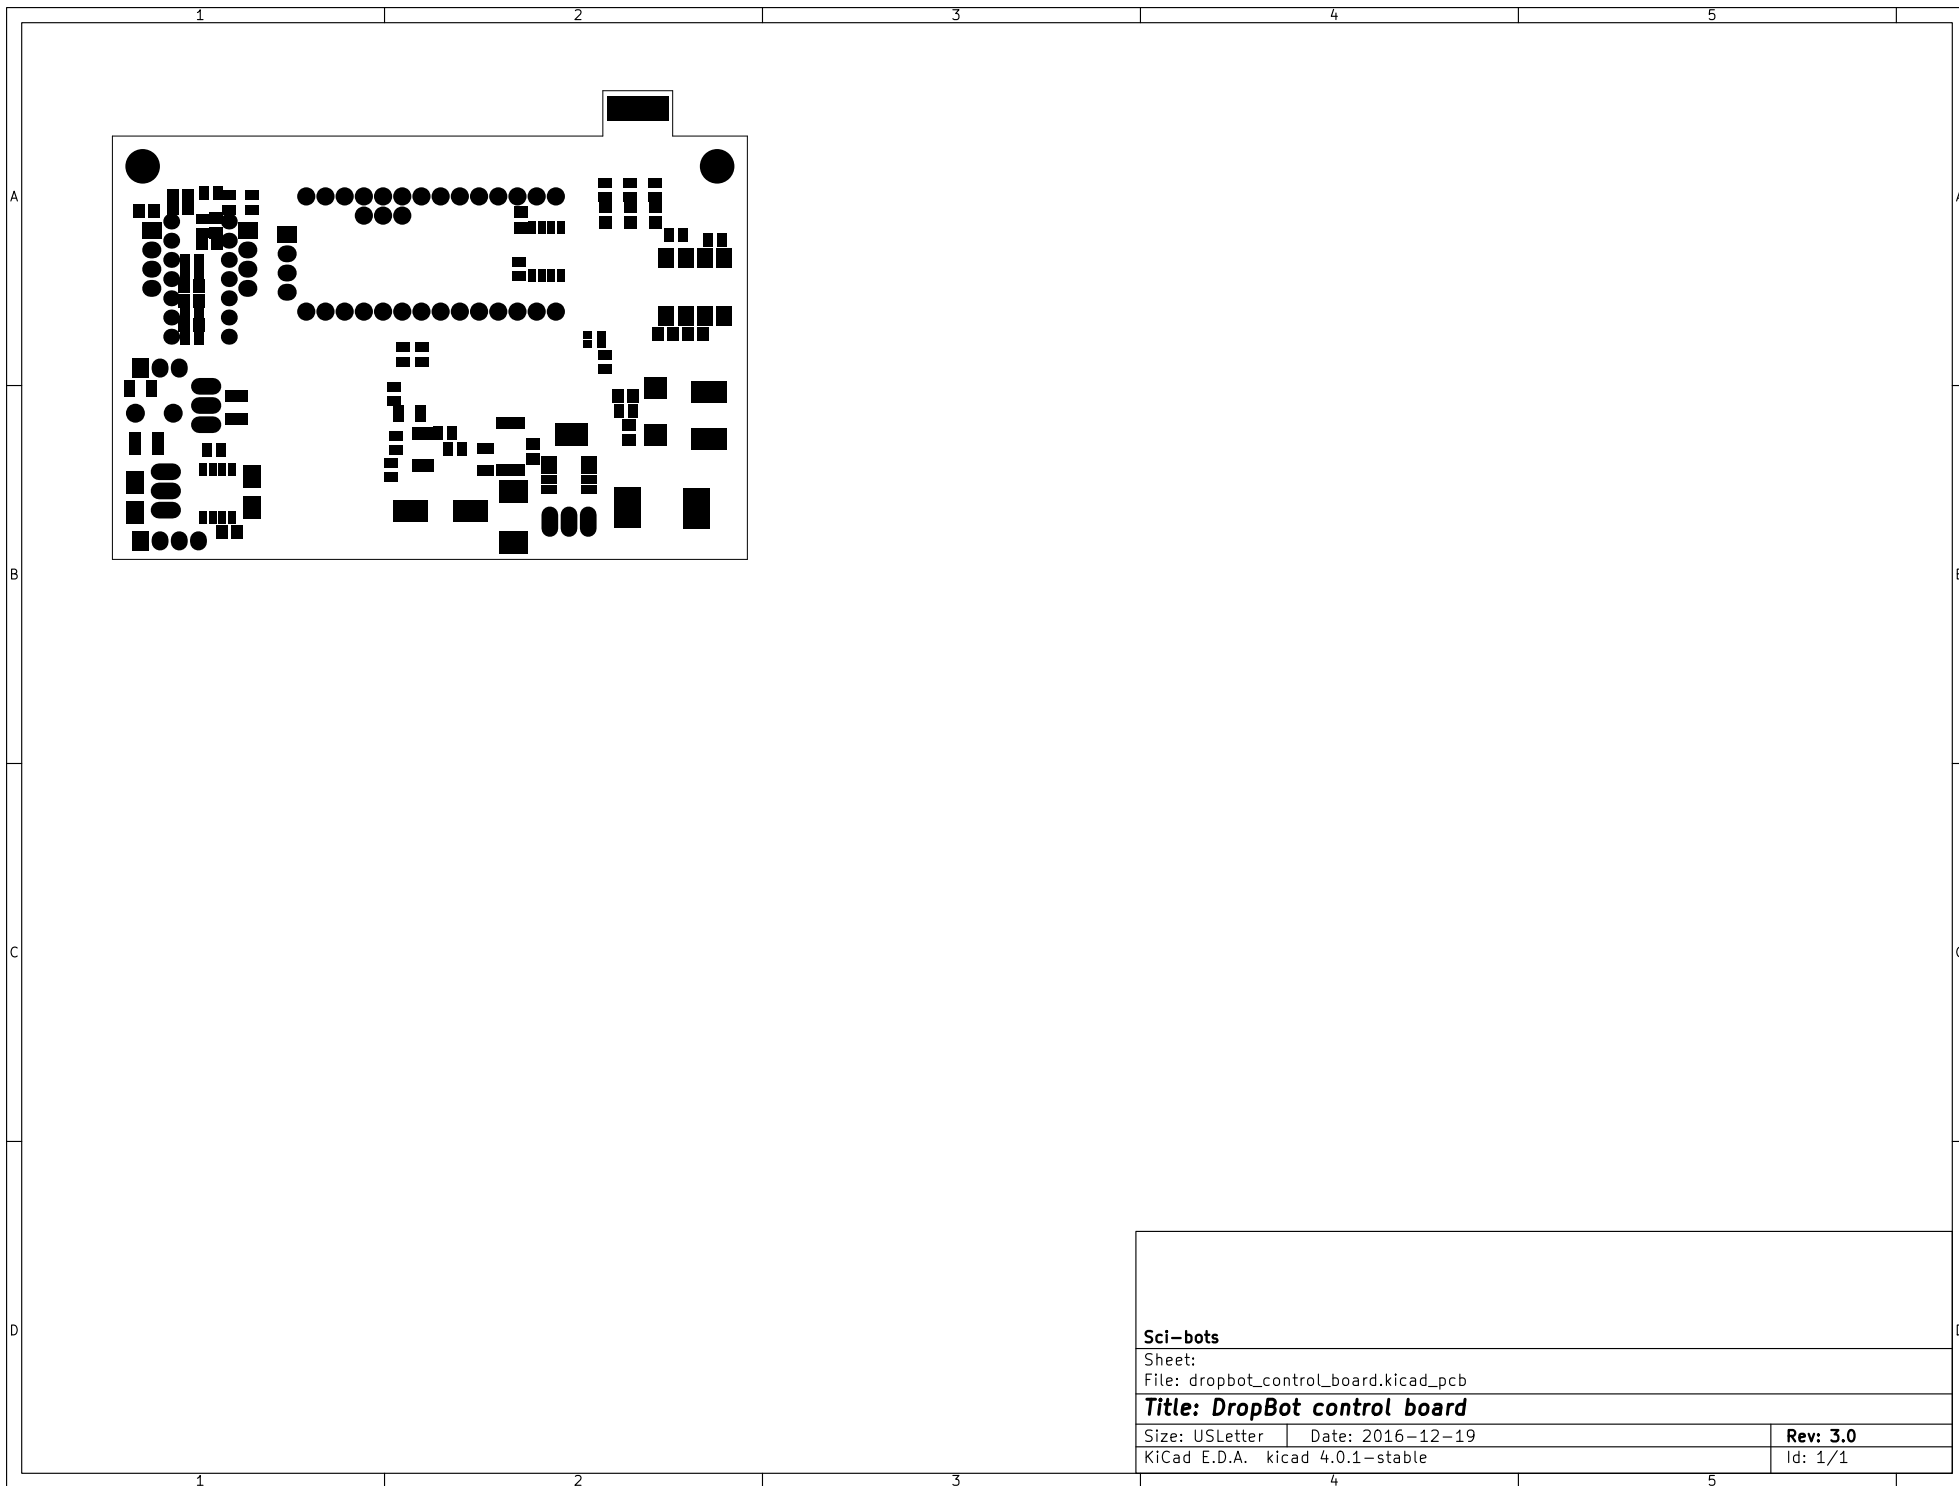 1 2 3 4 5
A A
B B
C C
D
Sci-bots
Sheet:
File: dropbot_control_board.kicad_pcb
Title: DropBot control board
Size: USLetter Date: 2016-12-19
Rev: 3.0
KiCad E.D.A. kicad 4.0.1-stable
Id: 1/1
1 2 3 4 5